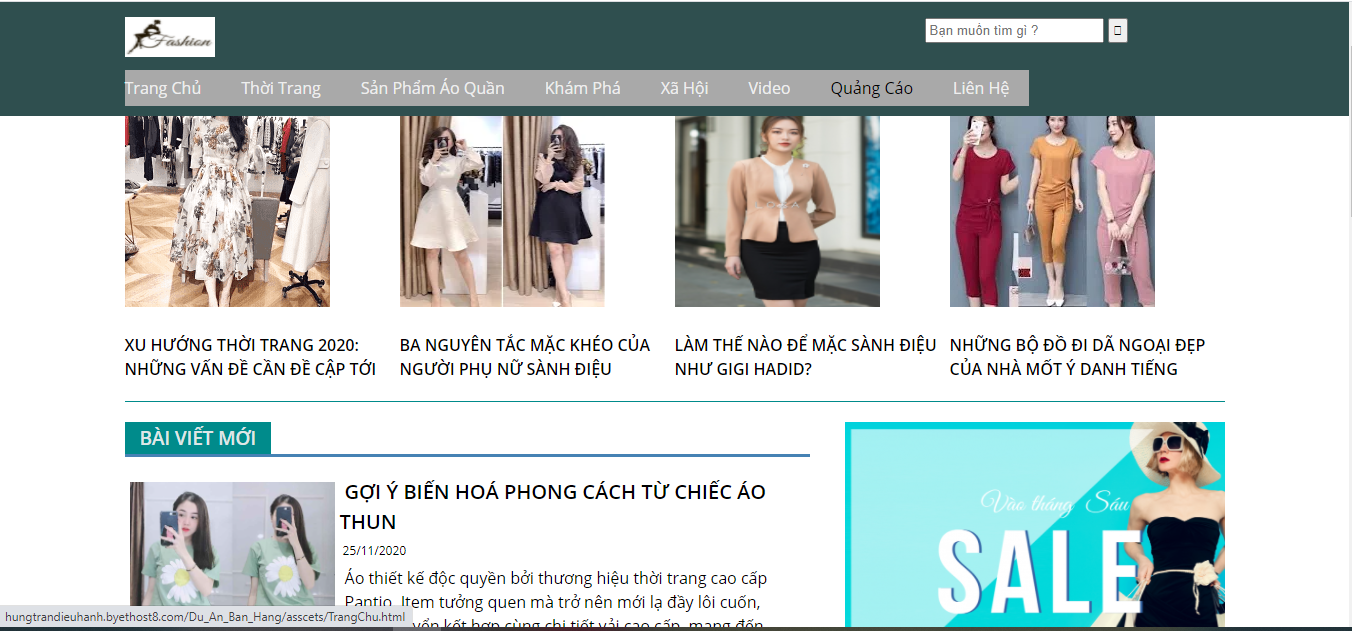 Fashion
Bạn muốn tìm gì ?
Trang Chủ Thời Trang Sản Phẩm Áo Quần Khám Phá Xã Hội Video Quảng Cáo Liên Hệ
XU HƯỚNG THỜI TRANG 2020:
NHỮNG VẤN ĐỀ CẦN ĐỀ CẬP TỚI
BA NGUYÊN TẮC MẶC KHÉO CỦA
NGƯỜI PHỤ NỮ SÀNH ĐIỆU
LÀM THẾ NÀO ĐỂ MẶC SÀNH ĐIỆU
NHƯ GIGI HADID?
NHỮNG BỘ ĐỒ ĐI DÃ NGOẠI ĐẸP
CỦA NHÀ MỐT Ý DANH TIẾNG
BÀI VIẾT MỚI
GỢI Ý BIẾN HOÁ PHONG CÁCH TỪ CHIẾC ÁO
THUN
25/11/2020
Áo thiết kế độc quyền bởi thương hiệu thời trang cao cấp
Pantio. Item tưởng quen mà trở nên mới lạ đầy lôi cuốn,
kết hợp cùng chi tiết vải cao cấp, mang đến
Vào tháng Sáu
SALE
hungtrandieuhanh.byethost8.com/Du_An_Ban_Hang/asscets/TrangChu.html